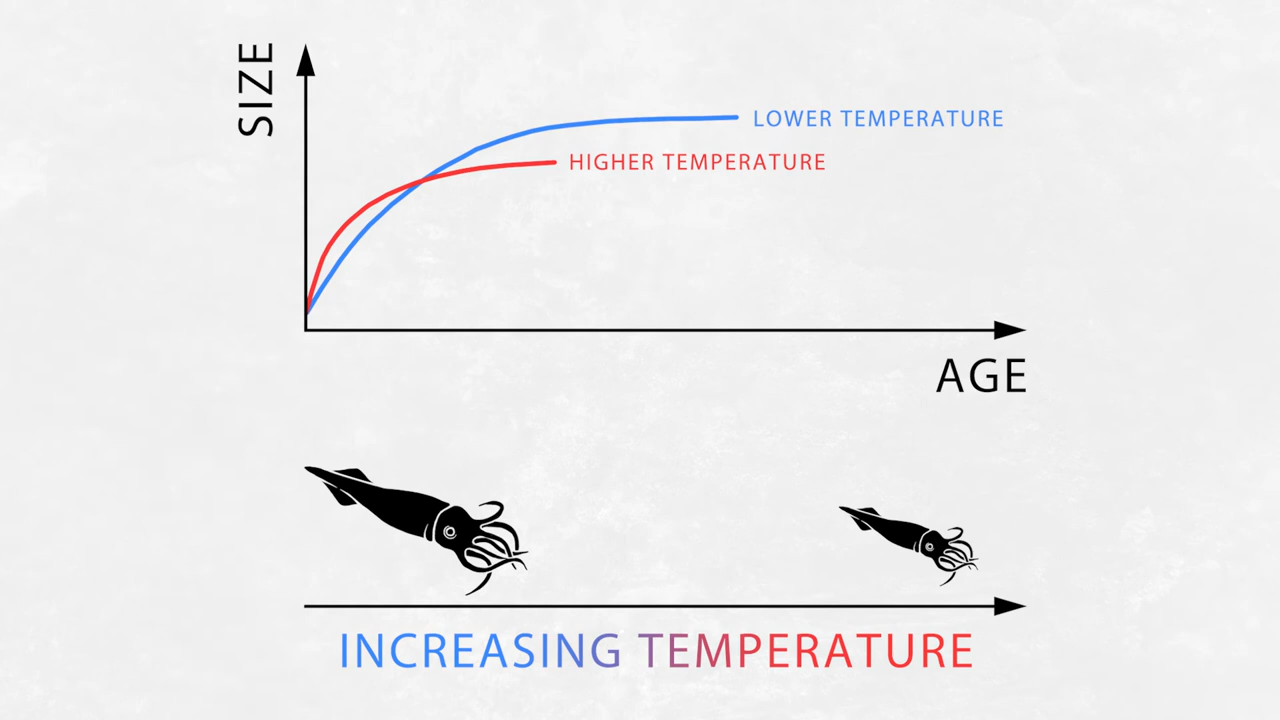 SIZE
LOWER TEMPERATURE
HIGHER TEMPERATURE
AGE
INCREASING TEMPERATURE